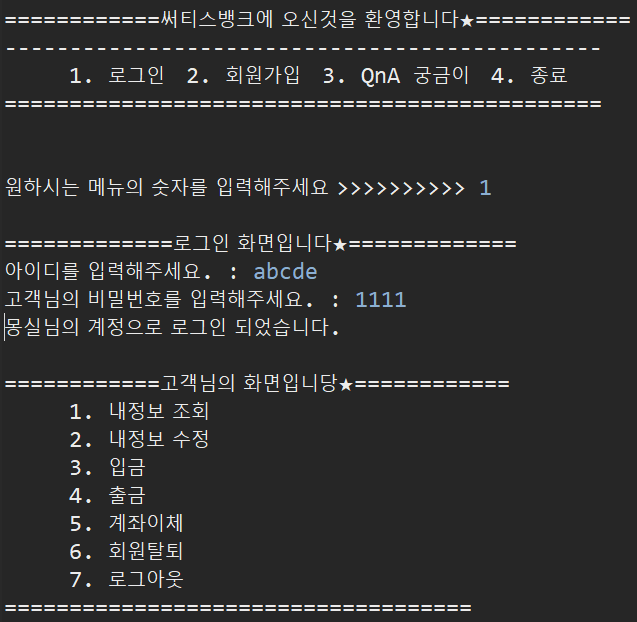 ============써티스뱅크에 오신것을 환영합니다★============
----------------------------------------------
1. 로그인 2. 회원가입 3. QnA 궁금이 4. 종료
==============================================
원하시는 메뉴의 숫자를 입력해주세요 >>>>>>>>>> 1
=============로그인 화면입니다★=============
아이디를 입력해주세요. : abcde
고객님의 비밀번호를 입력해주세요. : 1111
몽실님의 계정으로 로그인 되었습니다.
============고객님의 화면입니당★============
1. 내정보 조회
2. 내정보 수정
3. 입금
4. 출금
5. 계좌이체
6. 회원탈퇴
7. 로그아웃
====================================